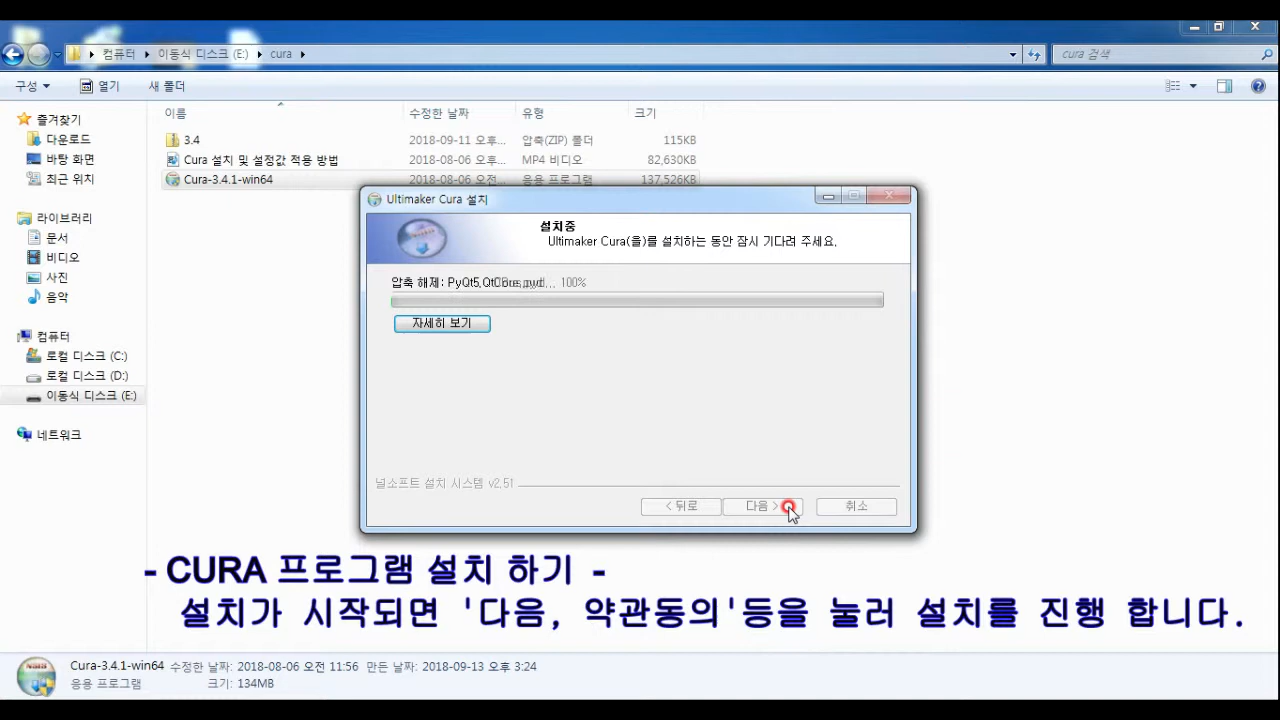 컴퓨터 이동식 디스크 (E:) cura
cura 검색
구성 열기 새 폴더
이름 수정한 날짜 유형 크기
즐겨찾기
다운로드
바탕 화면
최근 위치
라이브러리
문서
비디오
사진
음악
컴퓨터
로컬 디스크 (C:)
로컬 디스크 (D:)
이동식 디스크 (E:)
네트워크
3.4 2018-09-11 오후... 압축(ZIP) 폴더 115KB
Cura 설치 및 설정값 적용 방법 2018-08-06 오후... MP4 비디오 82,630KB
Cura-3.4.1-win64 2018-08-06 오전... 응용 프로그램 137,526KB
Ultimaker Cura 설치
설치중
Ultimaker Cura(을)를 설치하는 동안 잠시 기다려 주세요.
압축 해제: 100%
자세히 보기
널소프트 설치 시스템 v2.51
< 뒤로 다음 > 취소
- CURA 프로그램 설치 하기 -
설치가 시작되면 '다음, 약관동의'등을 눌러 설치를 진행 합니다.
Cura-3.4.1-win64 수정한 날짜: 2018-08-06 오전 11:56 만든 날짜: 2018-09-13 오후 3:24
응용 프로그램 크기: 134MB